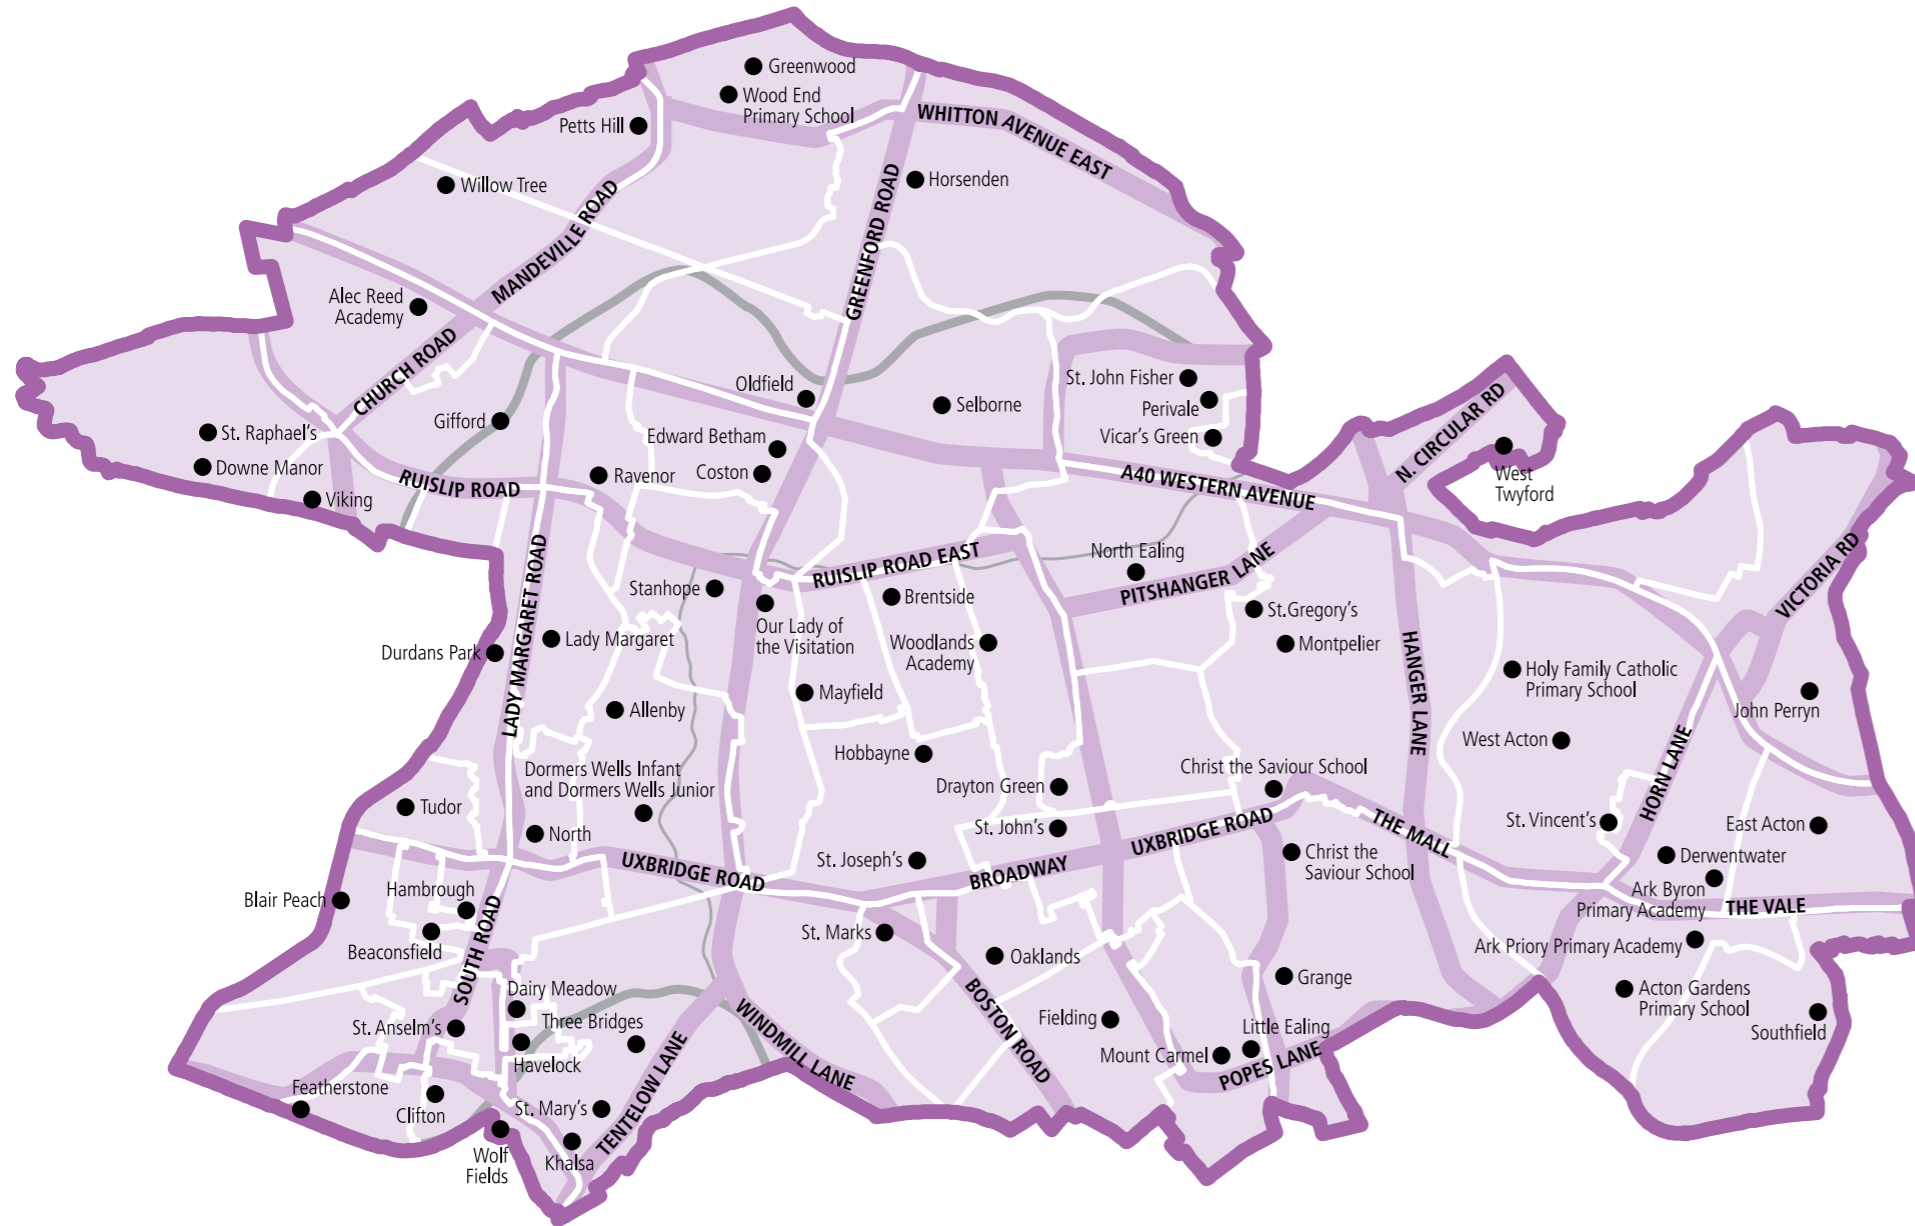 Greenwood
Wood End
Primary School
Petts Hill
WHITTON AVENUE EAST
Willow Tree
Horsenden
MANDEVILLE ROAD
GREENFORD ROAD
Alec Reed
Academy
CHURCH ROAD
Oldfield
Selborne
St. John Fisher
Perivale
Vicar's Green
N. CIRCULAR RD
West
Twyford
Gifford
St. Raphael's
Downe Manor
Viking
RUISLIP ROAD
Edward Betham
Coston
Ravenor
A40 WESTERN AVENUE
LADY MARGARET ROAD
RUISLIP ROAD EAST
North Ealing
PITSHANGER LANE
VICTORIA RD
Stanhope
Our Lady of
the Visitation
Brentside
Woodlands
Academy
St.Gregory's
Montpelier
HANGER LANE
Durdans Park
Lady Margaret
Mayfield
Holy Family Catholic
Primary School
John Perryn
Allenby
Hobbayne
West Acton
HORN LANE
Dormers Wells Infant
and Dormers Wells Junior
Drayton Green
Christ the Saviour School
Tudor
North
St. John's
UXBRIDGE ROAD
THE MALL
St. Vincent's
East Acton
UXBRIDGE ROAD
St. Joseph's
BROADWAY
Christ the
Saviour School
Derwentwater
Ark Byron
Primary Academy
THE VALE
Blair Peach
Hambrough
Beaconsfield
SOUTH ROAD
St. Marks
Oaklands
Ark Priory Primary Academy
Grange
Acton Gardens
Primary School
Southfield
Dairy Meadow
Three Bridges
St. Anselm's
Havelock
TENTELOW LANE
WINDMILL LANE
BOSTON ROAD
Fielding
Little Ealing
Mount Carmel
POPES LANE
Featherstone
Clifton
St. Mary's
Wolf
Fields
Khalsa